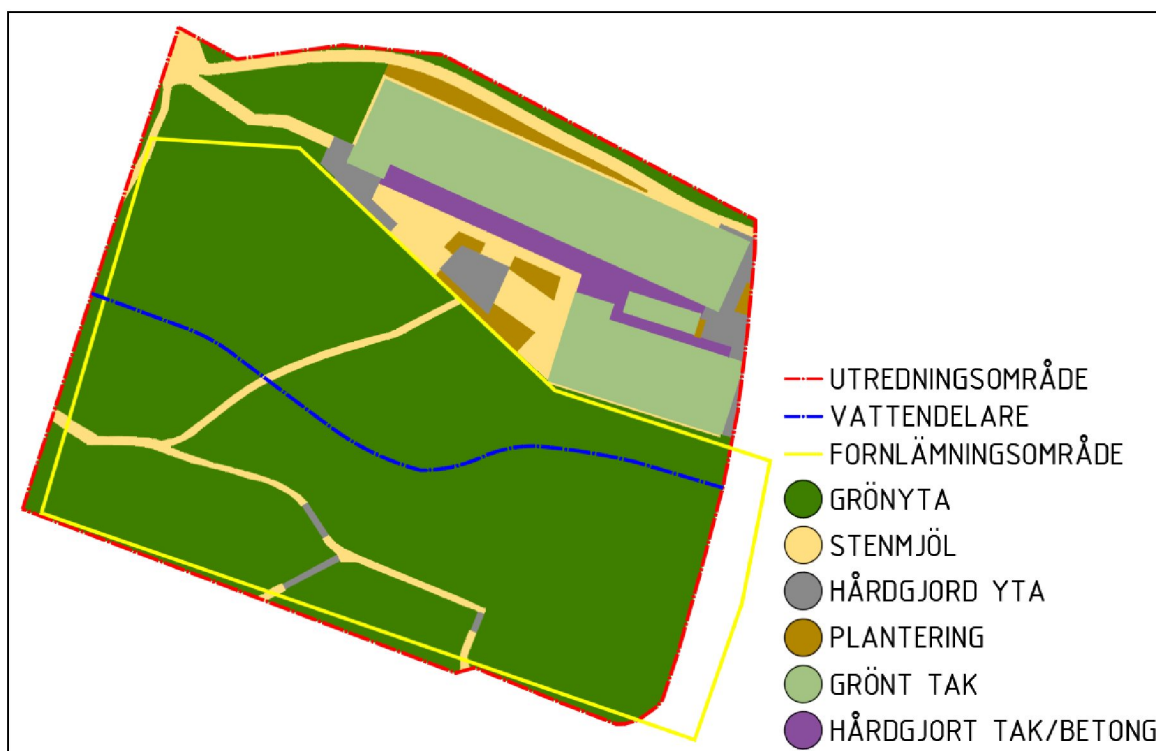 UTREDNINGSOMRÅDE
VATTENDELARE
FORNLÄMNINGSOMRÅDE
GRÖNYTA
STENMJÖL
HÅRDGJORD YTA
PLANTERING
GRÖNT TAK
HÅRDGJORT TAK/BETONG